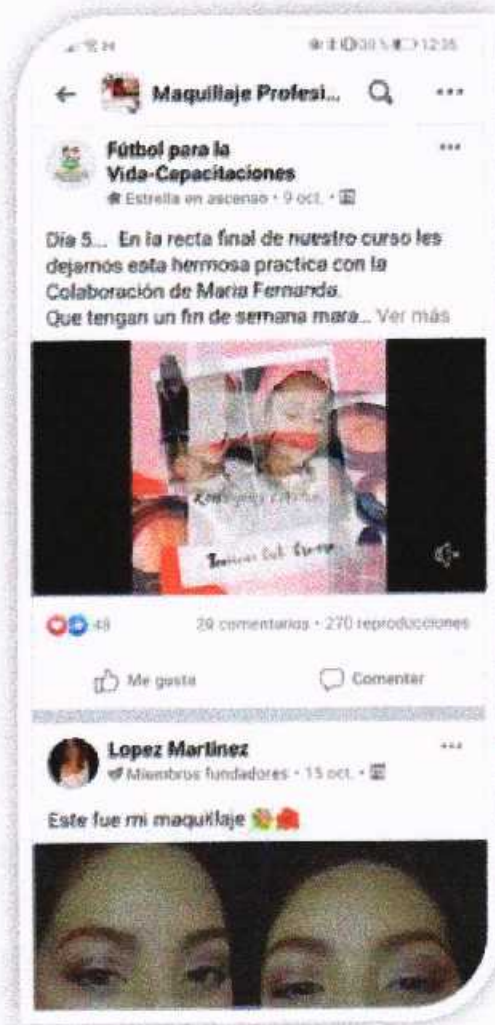 12:35
Maquillaje Profesi...
Fútbol para la
Vida-Capacitaciones
Estrella en ascenso • 9 oct. •
Día 5... En la recta final de nuestro curso les
dejamos esta hermosa practica con la
Colaboración de Maria Fernanda.
Que tengan un fin de semana mara... Ver más
48
29 comentarios • 270 reproducciones
Me gusta
Comentar
Lopez Martinez
Miembros fundadores • 15 oct. •
Este fue mi maquillaje